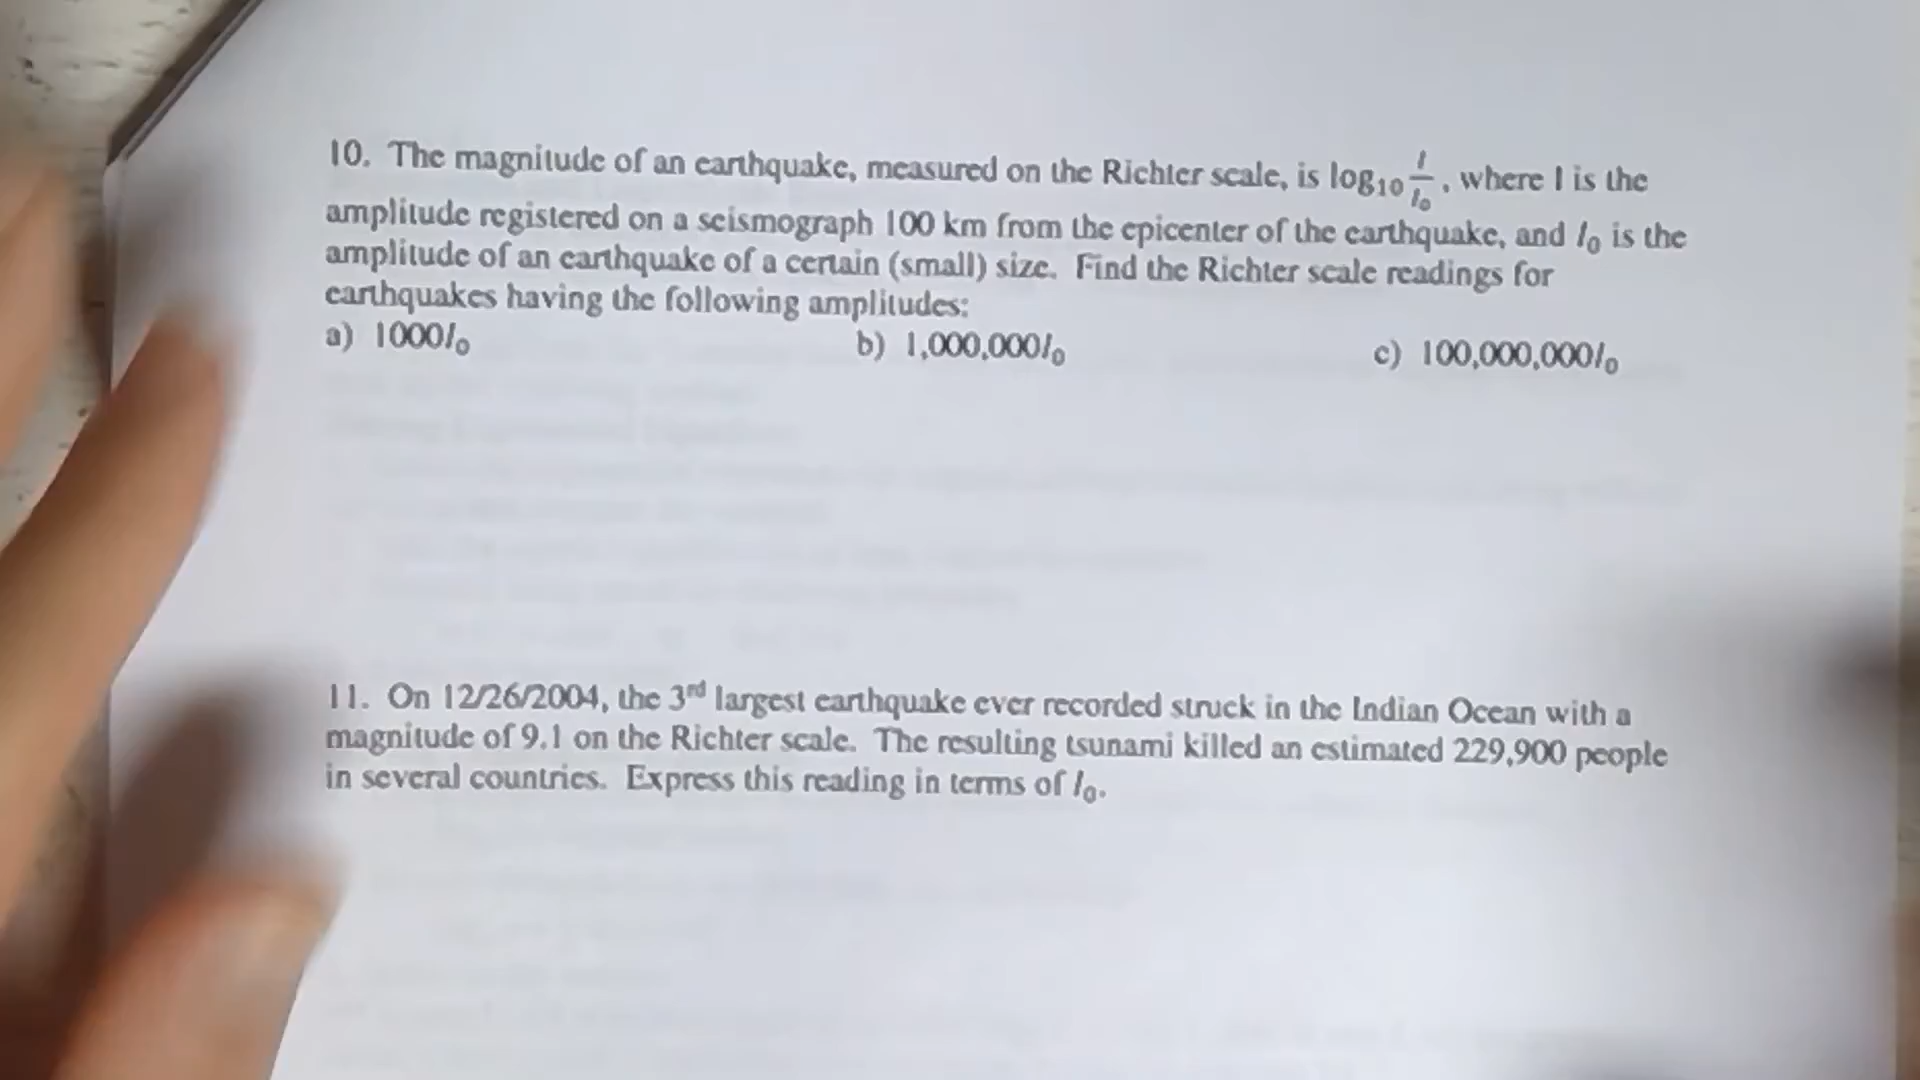 10. The magnitude of an earthquake, measured on the Richter scale, is log₁₀ I/I₀, where I is the
amplitude registered on a seismograph 100 km from the epicenter of the earthquake, and I₀ is the
amplitude of an earthquake of a certain (small) size. Find the Richter scale readings for
earthquakes having the following amplitudes:
a) 1000I₀ b) 1,000,000I₀ c) 100,000,000I₀
11. On 12/26/2004, the 3rd largest earthquake ever recorded struck in the Indian Ocean with a
magnitude of 9.1 on the Richter scale. The resulting tsunami killed an estimated 229,900 people
in several countries. Express this reading in terms of I₀.